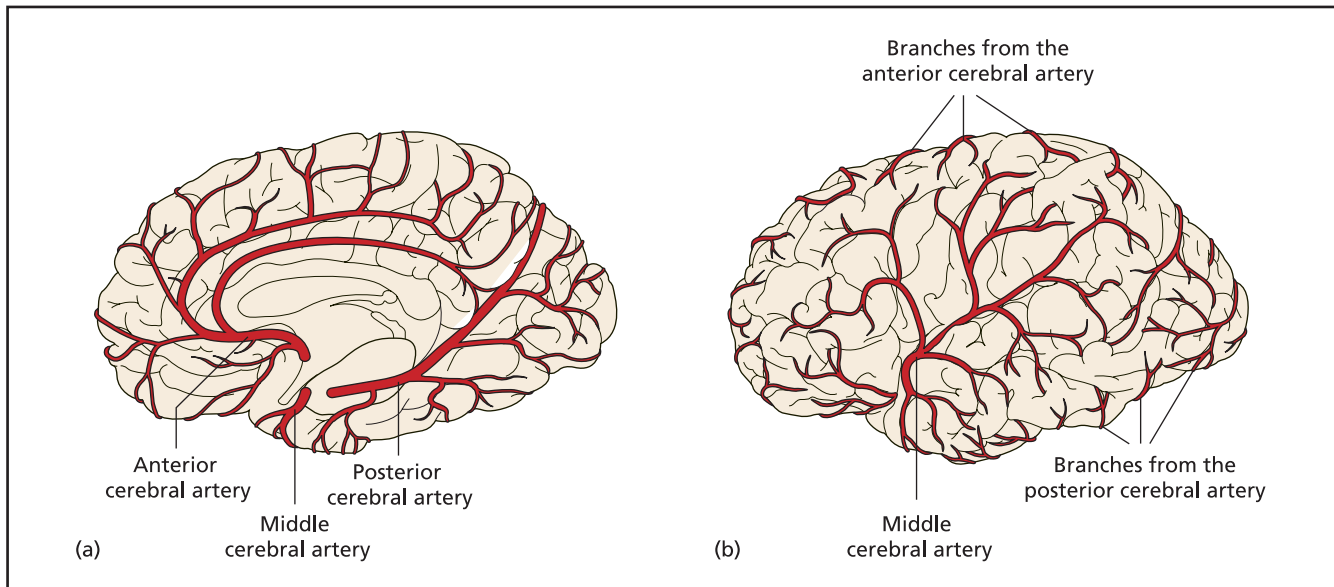 Branches from the
anterior cerebral artery
Anterior
cerebral artery
Posterior
cerebral artery
Middle
cerebral artery
(a)
Branches from the
posterior cerebral artery
Middle
cerebral artery
(b)